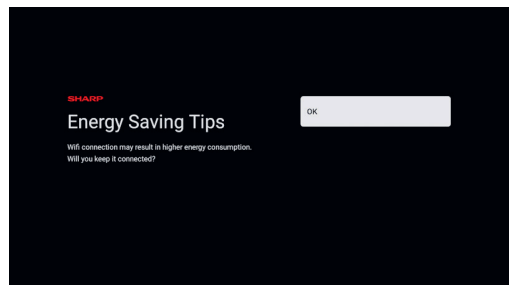 SHARP
Energy Saving Tips
Wifi connection may result in higher energy consumption.
Will you keep it connected?
OK